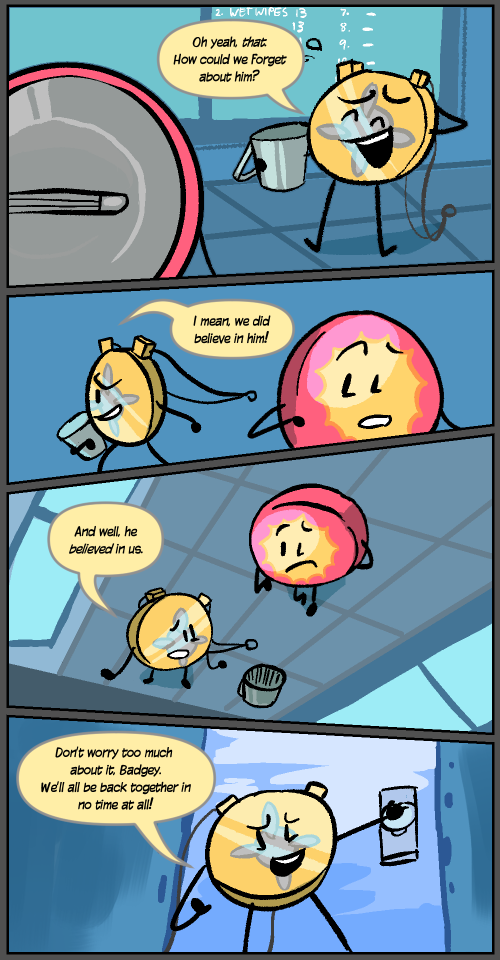 2. WET WIPES 13
7. –
13
8. –
9. –
Oh yeah, that.
How could we forget
about him?
I mean, we did
believe in him!
And well, he
believed in us.
Don't worry too much
about it, Badgey.
We'll all be back together in
no time at all!